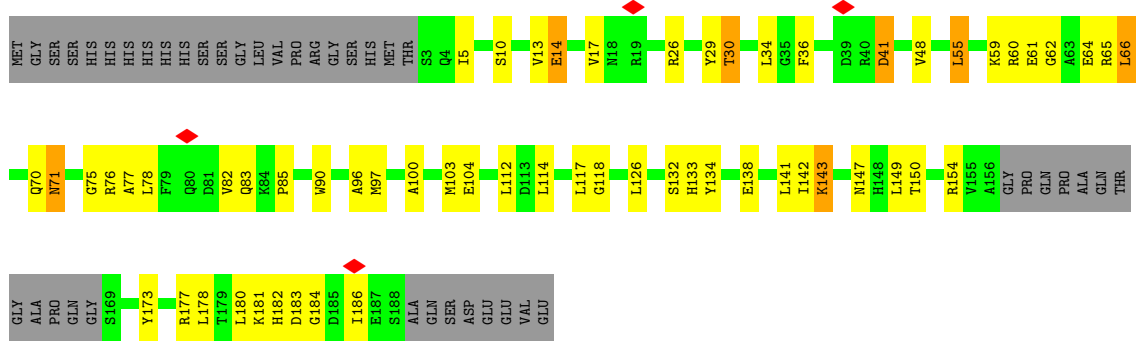 MET GLY SER SER HIS HIS HIS HIS HIS HIS SER SER GLY LEU VAL PRO ARG GLY SER HIS MET THR S3 Q4 I5 S10 V13 E14 V17 N18 R19 R26 Y29 T30 L34 G35 F36 D39 R40 D41 V48 L55 K59 R60 E61 G62 A63 E64 R65 L66
Q70 N71 G75 R76 A77 L78 F79 Q80 D81 V82 Q83 K84 P85 W90 A96 M97 A100 M103 E104 L112 D113 L114 L117 G118 L126 S132 H133 Y134 E138 L141 I142 K143 N147 H148 L149 T150 R154 V155 A156 GLY PRO GLN PRO ALA GLN THR
GLY ALA PRO GLN GLY S169 Y173 R177 L178 T179 L180 K181 H182 D183 G184 D185 I186 E187 S188 ALA GLN SER ASP GLU GLU VAL GLU